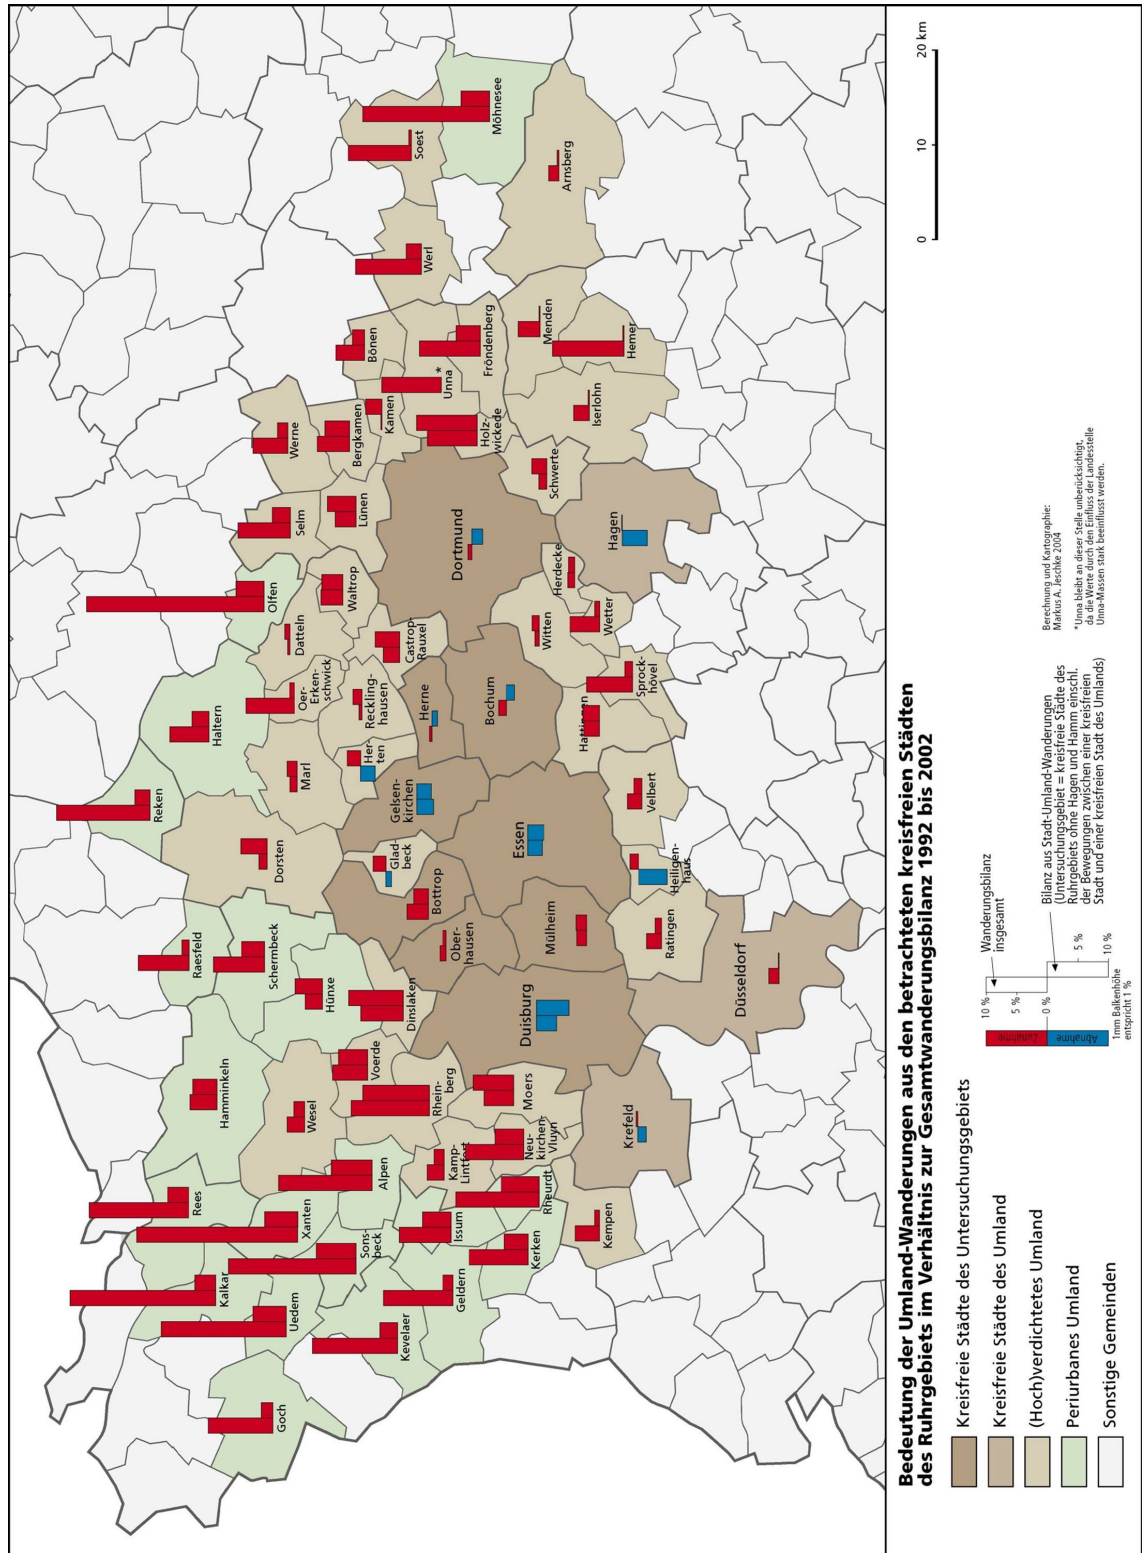 Goch
Uedem
Kalkar
Rees
Xanten
Sons-
beck
Kevelaer
Geldern
Issum
Alpen
Kerken
Rheurdt
Kempen
Kamp-
Lintfort
Neu-
kirchen-
Vluyn
Moers
Krefeld
Rhein-
berg
Wesel
Voerde
Hamminkeln
Dinslaken
Hünxe
Schermbeck
Raesfeld
Duisburg
Düsseldorf
Ober-
hausen
Mülheim
Ratingen
Bottrop
Glad-
beck
Essen
Heiligen-
haus
Velbert
Gelsen-
kirchen
Dorsten
Reken
Marl
Her-
ten
Haltern
Oer-
Erken-
schwick
Reckling-
hausen
Herne
Bochum
Hattingen
Sprock-
hövel
Datteln
Castrop-
Rauxel
Witten
Wetter
Herdecke
Olfen
Waltrop
Selm
Lünen
Dortmund
Hagen
Schwerte
Werne
Bergkamen
Kamen
Holz-
wickede
Unna
*
Bönen
Fröndenberg
Iserlohn
Hemer
Menden
Werl
Soest
Möhnesee
Arnsberg
0 10 20 km
Bedeutung der Umland-Wanderungen aus den betrachteten kreisfreien Städten
des Ruhrgebiets im Verhältnis zur Gesamtwanderungsbilanz 1992 bis 2002
Kreisfreie Städte des Untersuchungsgebiets
Kreisfreie Städte des Umland
(Hoch)verdichtetes Umland
Periurbanes Umland
Sonstige Gemeinden
Zunahme
Abnahme
10 %
5 %
0 %
5 %
10 %
1mm Balkenhöhe
entspricht 1 %
Wanderungsbilanz
insgesamt
Bilanz aus Stadt-Umland-Wanderungen
(Untersuchungsgebiet = kreisfreie Städte des
Ruhrgebiets ohne Hagen und Hamm einschl.
der Bewegungen zwischen einer kreisfreien
Stadt und einer kreisfreien Stadt des Umlands)
Berechnung und Kartographie:
Markus A. Jeschke 2004
*Unna bleibt an dieser Stelle unberücksichtigt,
da die Werte durch den Einfluss der Landesstelle
Unna-Massen stark beeinflusst werden.